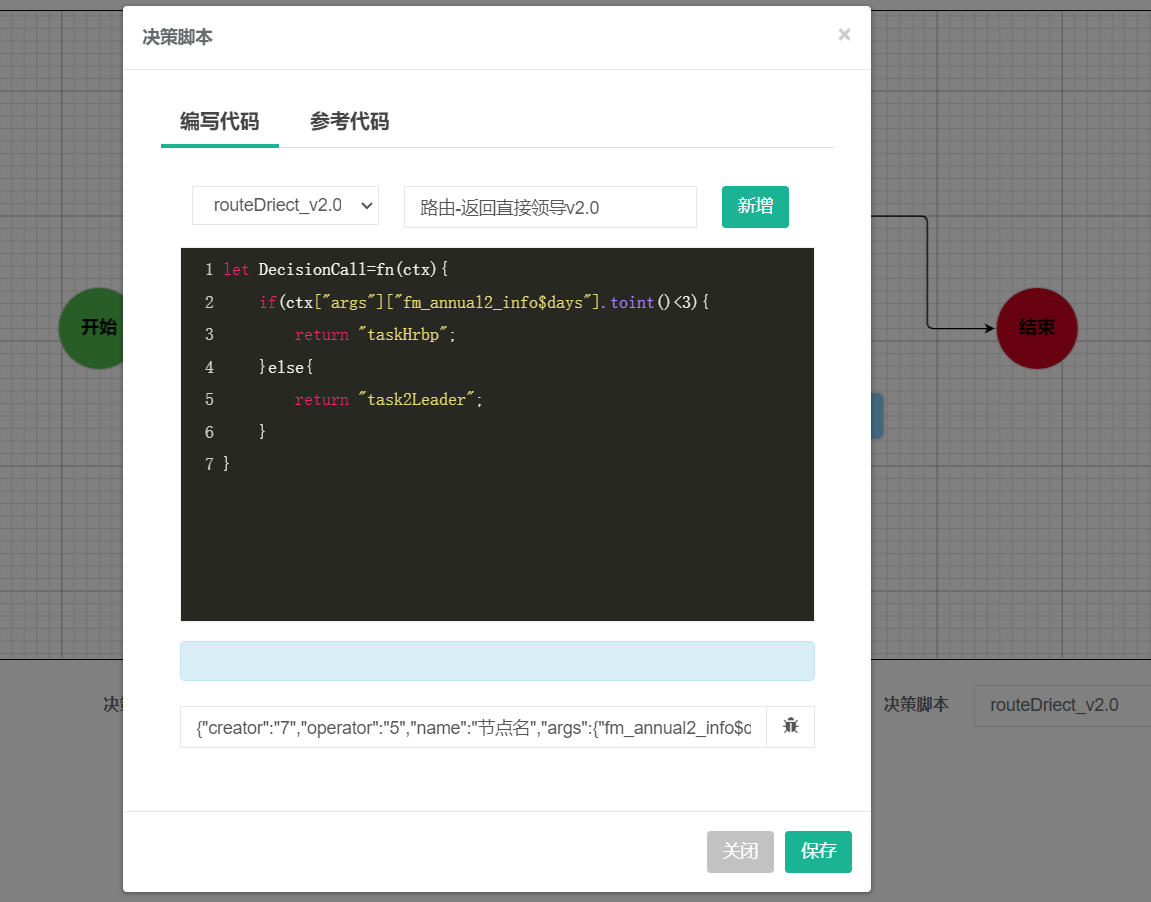 决策脚本
×
编写代码
参考代码
routeDriect_v2.0
路由-返回直接领导v2.0
新增
1 let DecisionCall=fn(ctx){
2 if(ctx["args"]["fm_annual2_info$days"].toint()<3){
3 return "taskHrbp";
4 }else{
5 return "task2Leader";
6 }
7 }
开始
结束
决策脚本
routeDriect_v2.0
{"creator":"7","operator":"5","name":"节点名","args":{"fm_annual2_info$d
关闭
保存